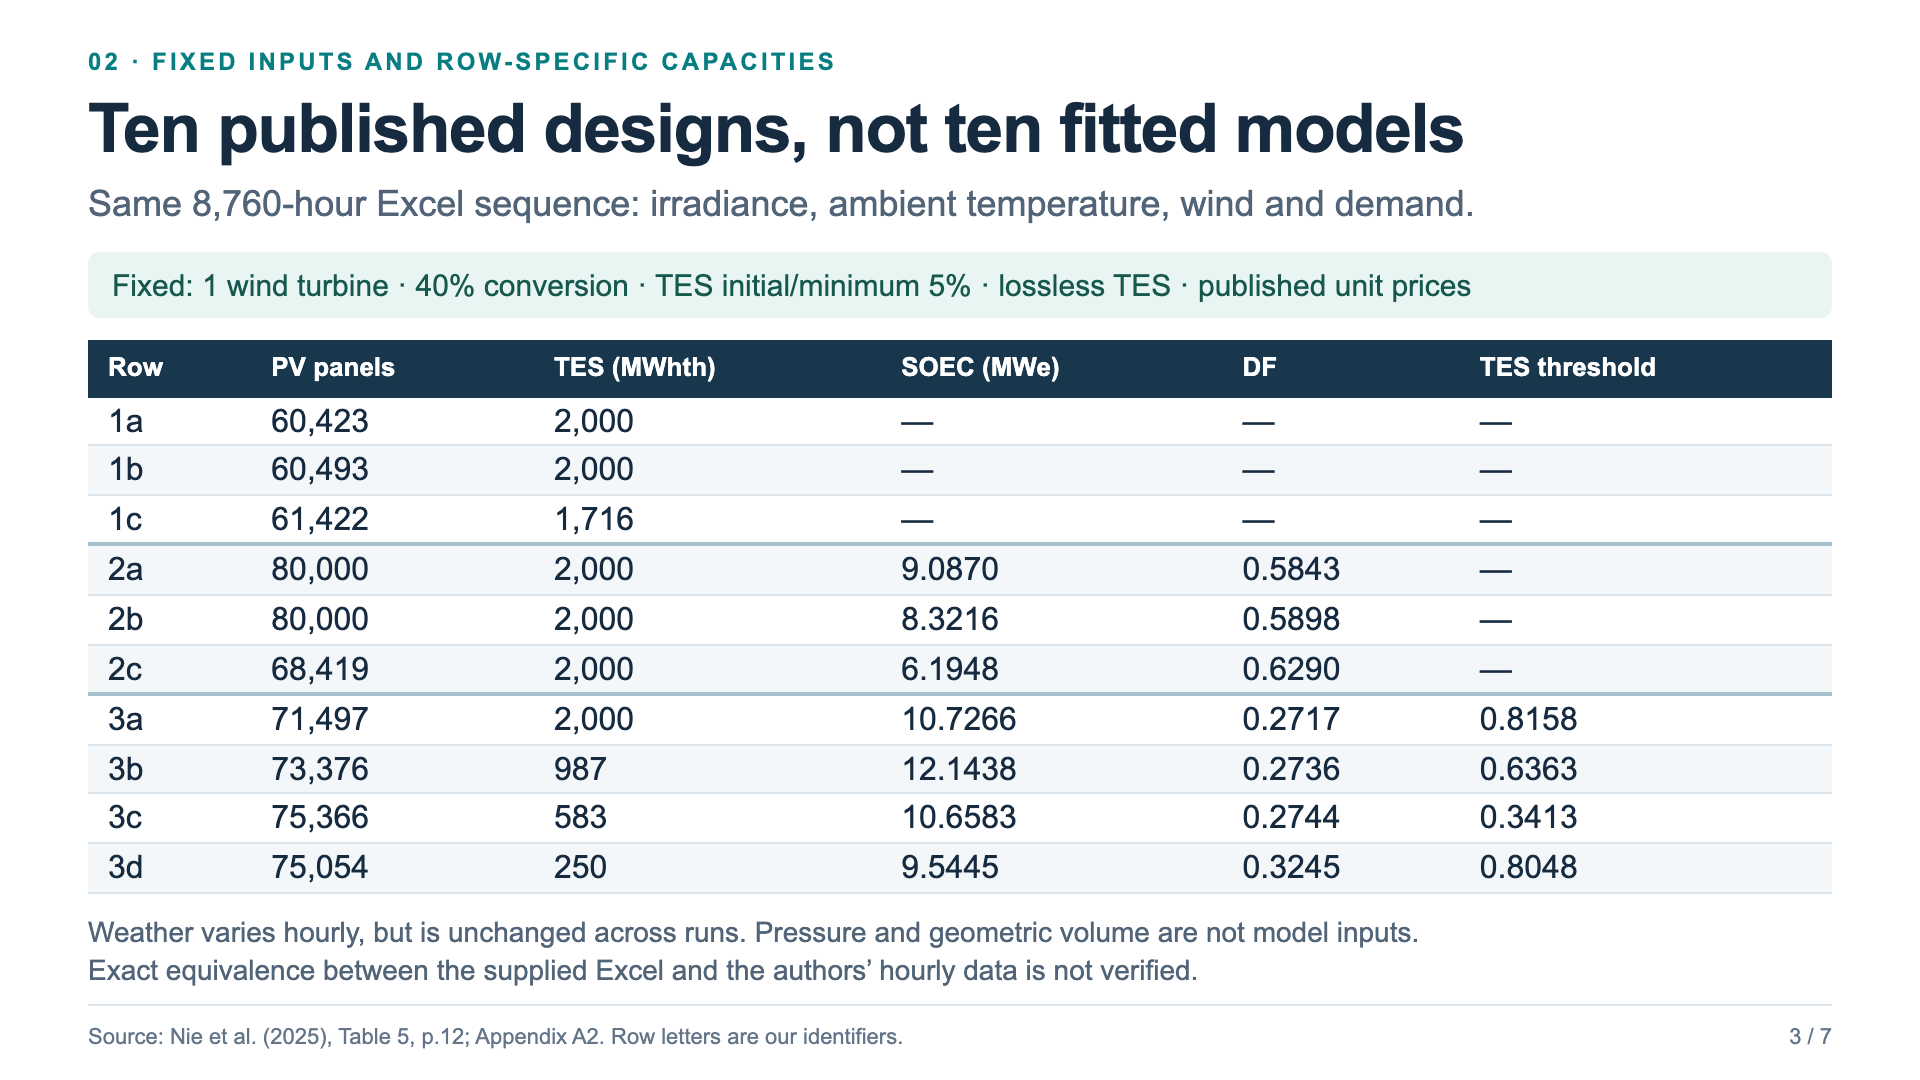 02 · FIXED INPUTS AND ROW-SPECIFIC CAPACITIES
Ten published designs, not ten fitted models
Same 8,760-hour Excel sequence: irradiance, ambient temperature, wind and demand.
Fixed: 1 wind turbine · 40% conversion · TES initial/minimum 5% · lossless TES · published unit prices
Row PV panels TES (MWhth) SOEC (MWe) DF TES threshold
1a 60,423 2,000 — — —
1b 60,493 2,000 — — —
1c 61,422 1,716 — — —
2a 80,000 2,000 9.0870 0.5843 —
2b 80,000 2,000 8.3216 0.5898 —
2c 68,419 2,000 6.1948 0.6290 —
3a 71,497 2,000 10.7266 0.2717 0.8158
3b 73,376 987 12.1438 0.2736 0.6363
3c 75,366 583 10.6583 0.2744 0.3413
3d 75,054 250 9.5445 0.3245 0.8048
Weather varies hourly, but is unchanged across runs. Pressure and geometric volume are not model inputs.
Exact equivalence between the supplied Excel and the authors’ hourly data is not verified.
Source: Nie et al. (2025), Table 5, p.12; Appendix A2. Row letters are our identifiers.
3 / 7